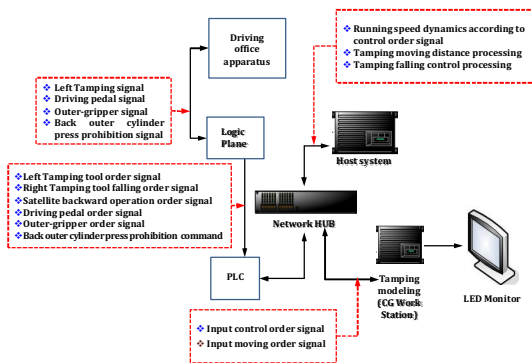 Driving
office
apparatus
Running speed dynamics according to
control order signal
Tamping moving distance processing
Tamping falling control processing
Left Tamping signal
Driving pedal signal
Outer-gripper signal
Back outer cylinder
press prohibition signal
Logic
Plane
Host system
Left Tamping tool order signal
Right Tamping tool falling order signal
Satellite backward operation order signal
Driving pedal order signal
Outer-gripper order signal
Back outer cylinder press prohibition command
Network HUB
PLC
Tamping
modeling
(CG Work
Station)
LED Monitor
Input control order signal
Input moving order signal